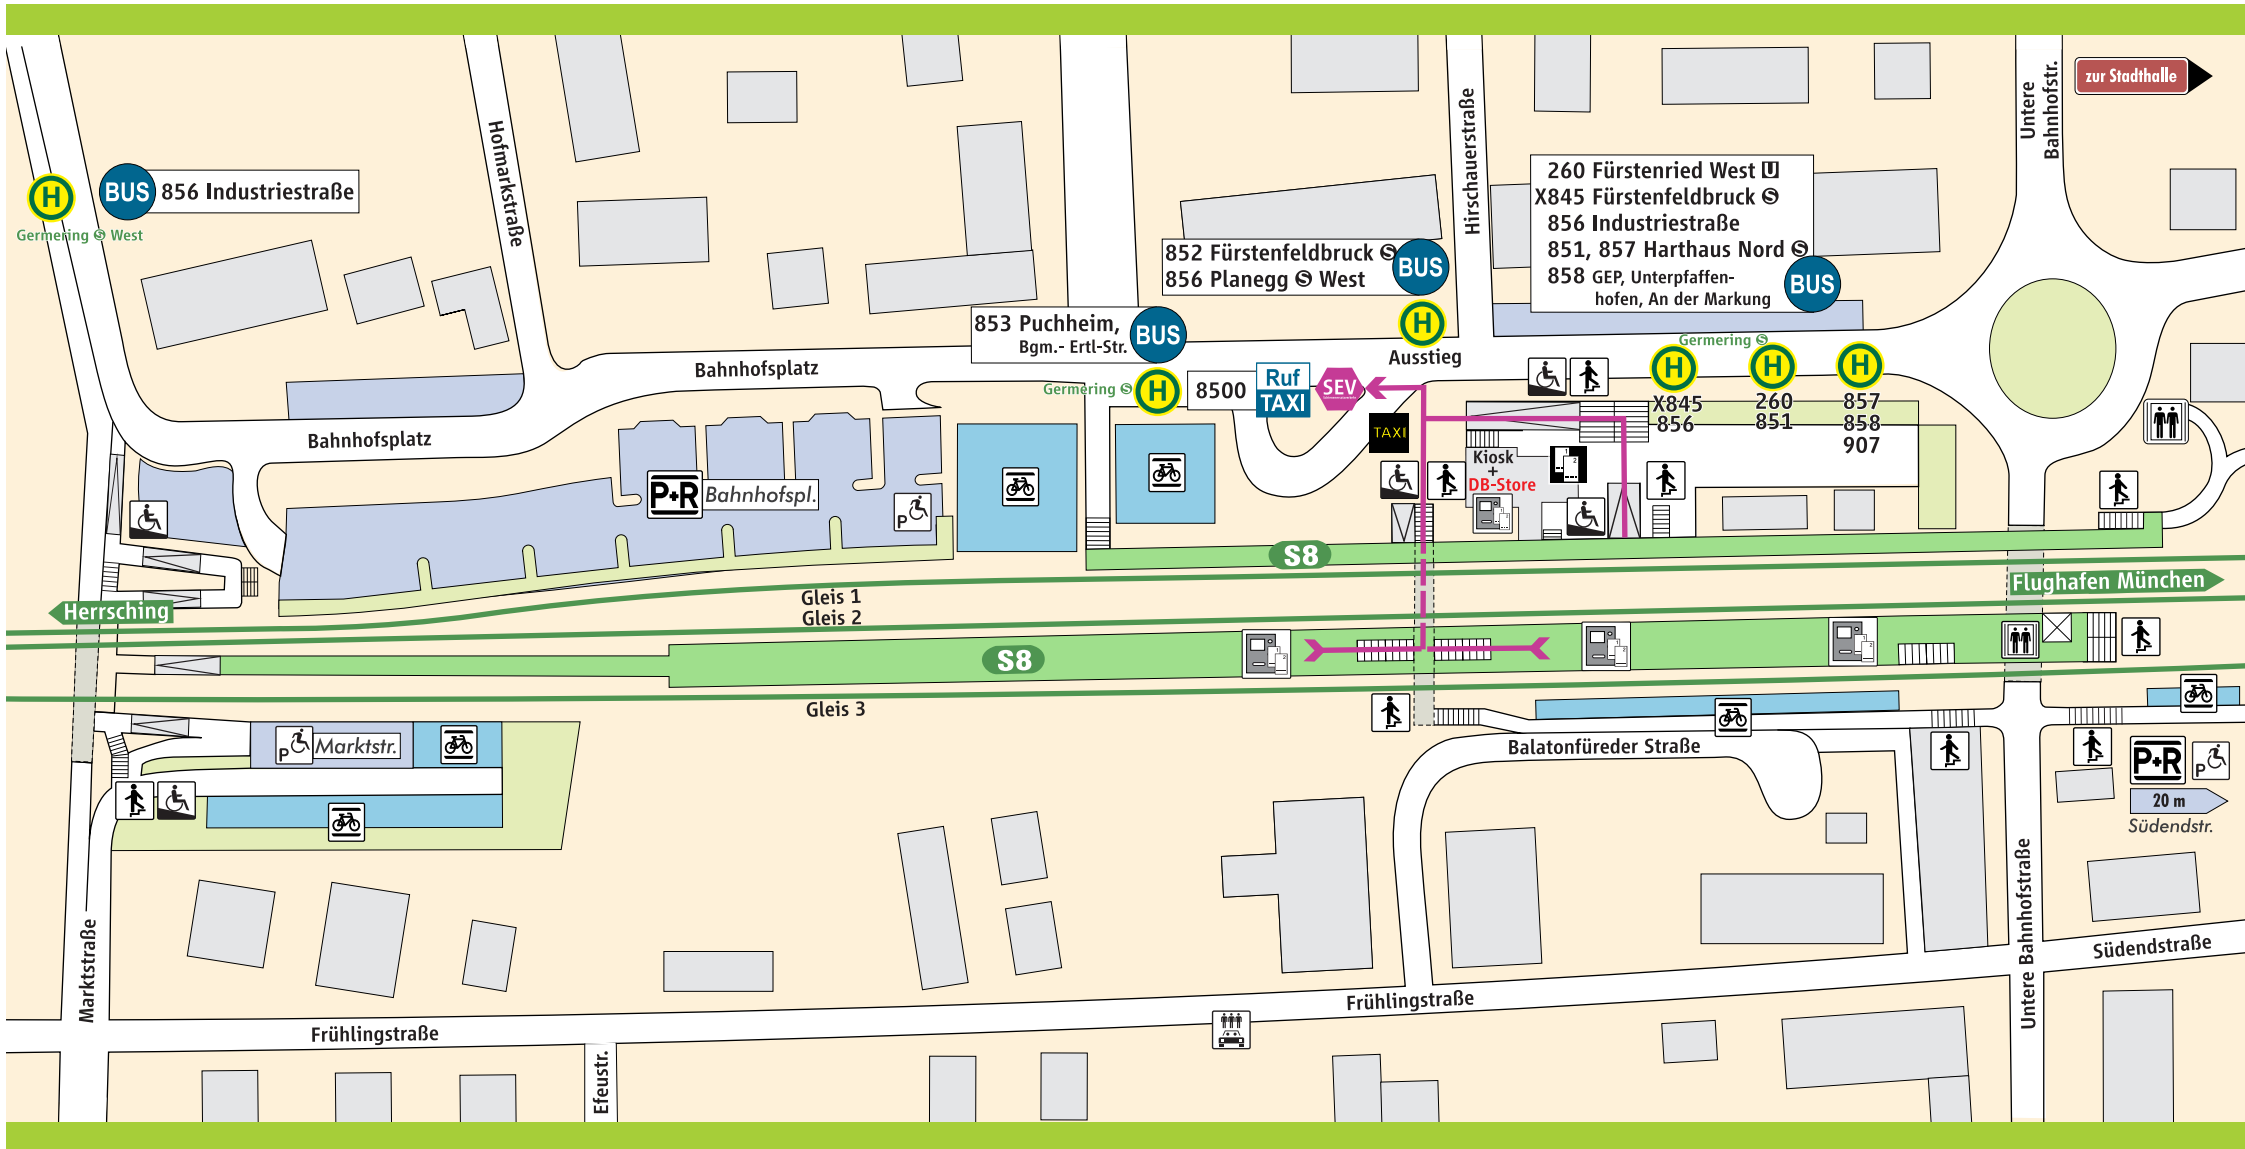 zur Stadthalle
Untere
Bahnhofstr.
Hofmarkstraße
Hirschauerstraße
H
BUS
856 Industriestraße
Germering S West
260 Fürstenried West U
X845 Fürstenfeldbruck S
856 Industriestraße
851, 857 Harthaus Nord S
858 GEP, Unterpfaffen-
hofen, An der Markung
BUS
852 Fürstenfeldbruck S
856 Planegg S West
BUS
H
Ausstieg
853 Puchheim,
Bgm.- Ertl-Str.
BUS
Germering S
H
8500
Ruf
TAXI
SEV
Germering S
H
H
H
X845
856
260
851
857
858
907
Bahnhofsplatz
Bahnhofsplatz
TAXI
Kiosk
+
DB-Store
P+R
Bahnhofspl.
P
S8
Herrsching
Flughafen München
Gleis 1
Gleis 2
S8
Gleis 3
P
Marktstr.
Balatonfüreder Straße
P+R
P
20 m
Südendstr.
Marktstraße
Untere Bahnhofstraße
Südendstraße
Frühlingstraße
Frühlingstraße
Efeustr.